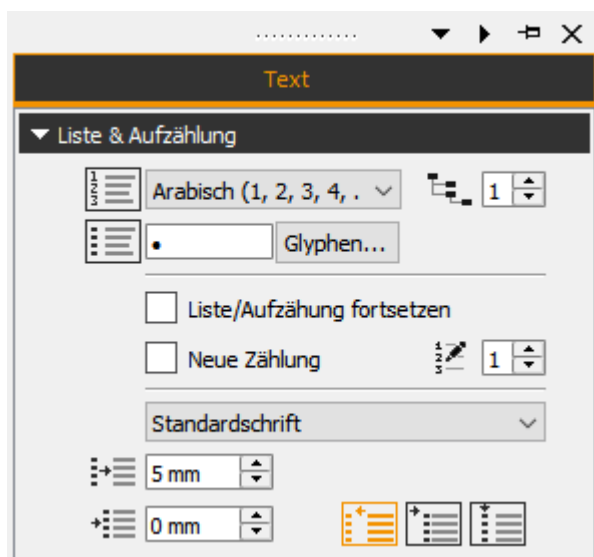 Text
Liste & Aufzählung
Arabisch (1, 2, 3, 4, . 1
• Glyphen...
Liste/Aufzähung fortsetzen
Neue Zählung 1
Standardschrift
5 mm
0 mm